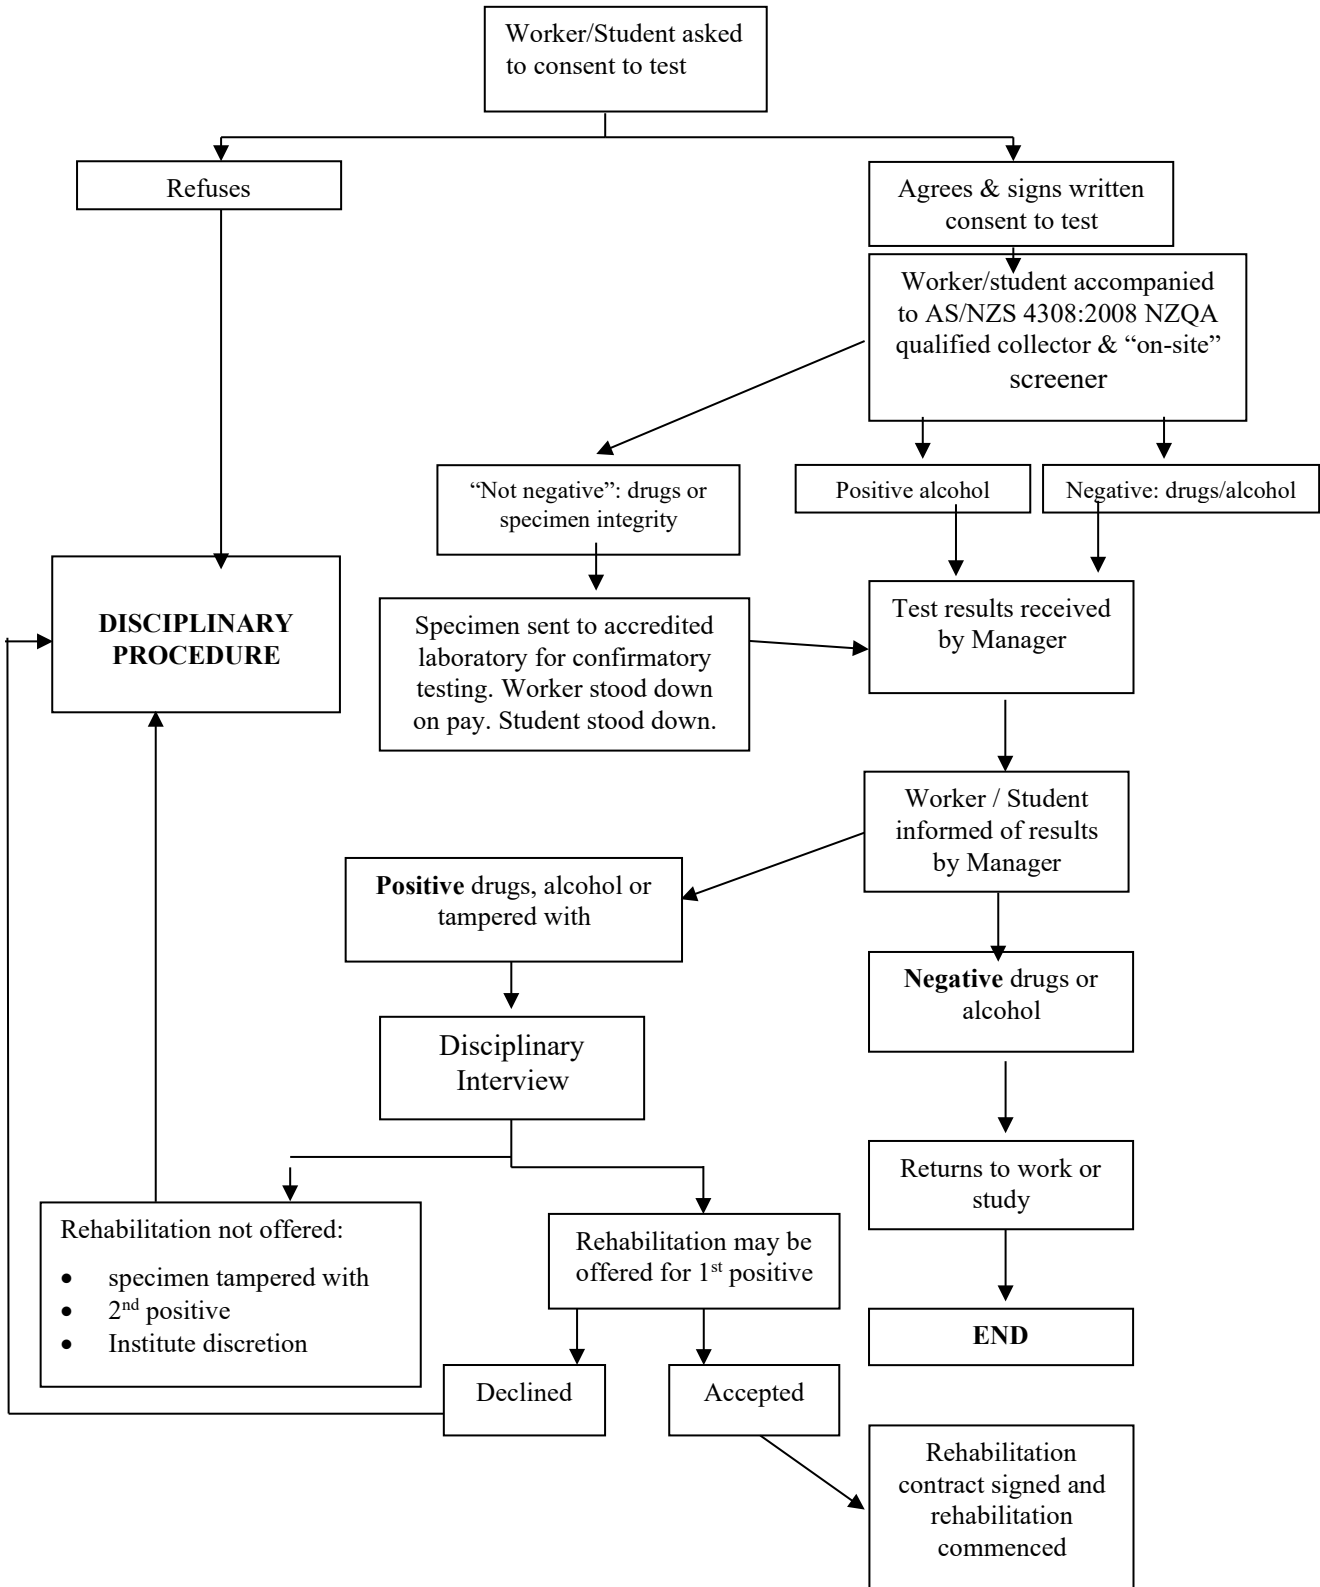 Worker/Student asked
to consent to test
Refuses
Agrees & signs written
consent to test
Worker/student accompanied
to AS/NZS 4308:2008 NZQA
qualified collector & “on-site”
screener
“Not negative”: drugs or
specimen integrity
Positive alcohol
Negative: drugs/alcohol
DISCIPLINARY
PROCEDURE
Specimen sent to accredited
laboratory for confirmatory
testing. Worker stood down
on pay. Student stood down.
Test results received
by Manager
Worker / Student
informed of results
by Manager
Positive drugs, alcohol or
tampered with
Negative drugs or
alcohol
Disciplinary
Interview
Returns to work or
study
Rehabilitation not offered:
• specimen tampered with
• 2nd positive
• Institute discretion
Rehabilitation may be
offered for 1st positive
END
Declined
Accepted
Rehabilitation
contract signed and
rehabilitation
commenced